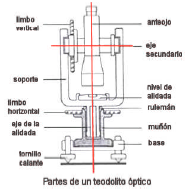 limbo
vertical
anteojo
eje
secundario
soporte
nivel de
alidada
rulemán
limbo
horizontal
muñón
eje de la
alidada
base
tornillo
calante
Partes de un teodolito óptico